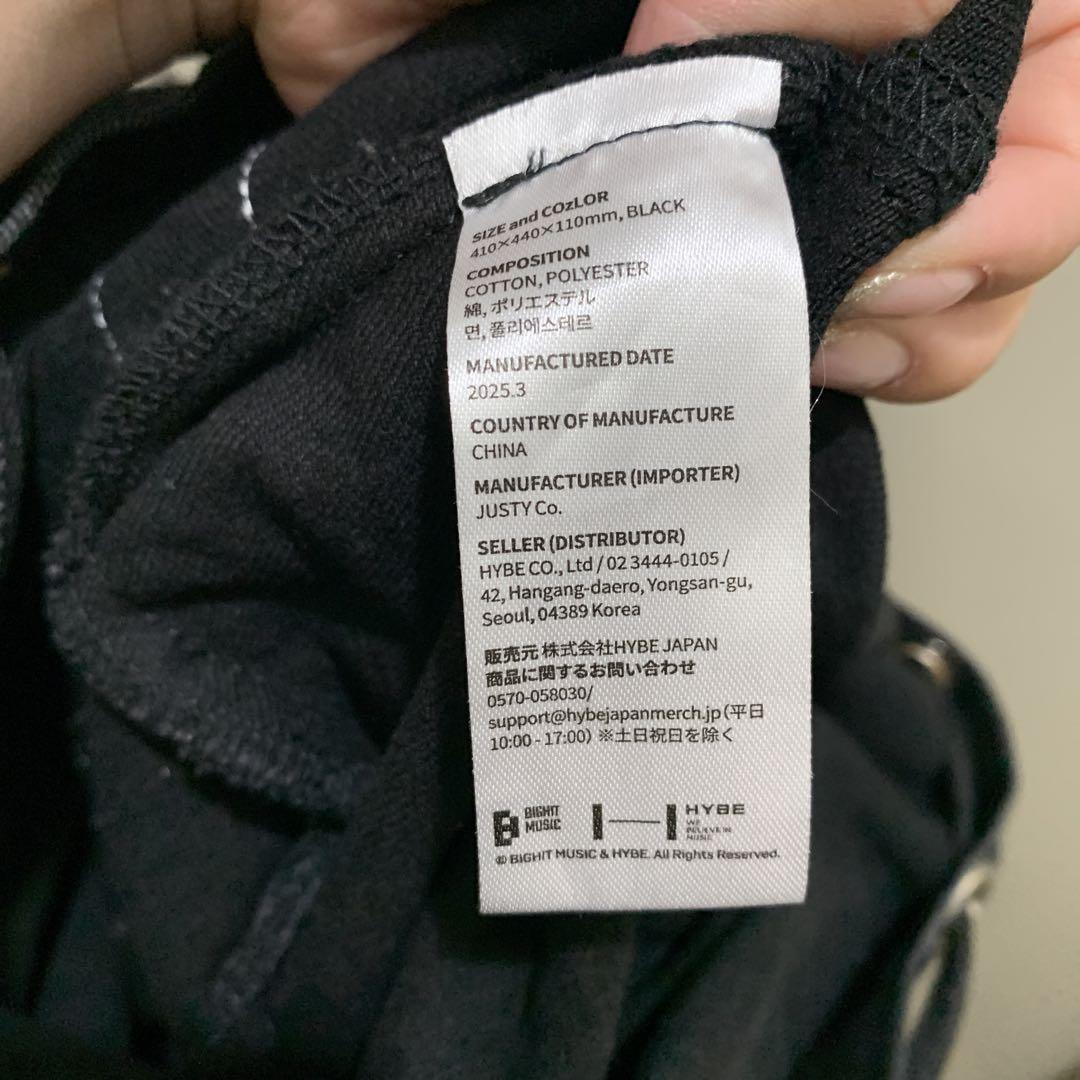 SIZE and COzLOR
410×440×110mm, BLACK
COMPOSITION
COTTON, POLYESTER
綿, ポリエステル
면, 폴리에스테르
MANUFACTURED DATE
2025.3
COUNTRY OF MANUFACTURE
CHINA
MANUFACTURER (IMPORTER)
JUSTY Co.
SELLER (DISTRIBUTOR)
HYBE CO., Ltd / 02 3444-0105 /
42, Hangang-daero, Yongsan-gu,
Seoul, 04389 Korea
販売元 株式会社HYBE JAPAN
商品に関するお問い合わせ
0570-058030/
support@hybejapanmerch.jp (平日
10:00 - 17:00) ※土日祝日を除く
BIGHIT
MUSIC
HYBE
WE
BELIEVE IN
MUSIC
© BIGHIT MUSIC & HYBE. All Rights Reserved.